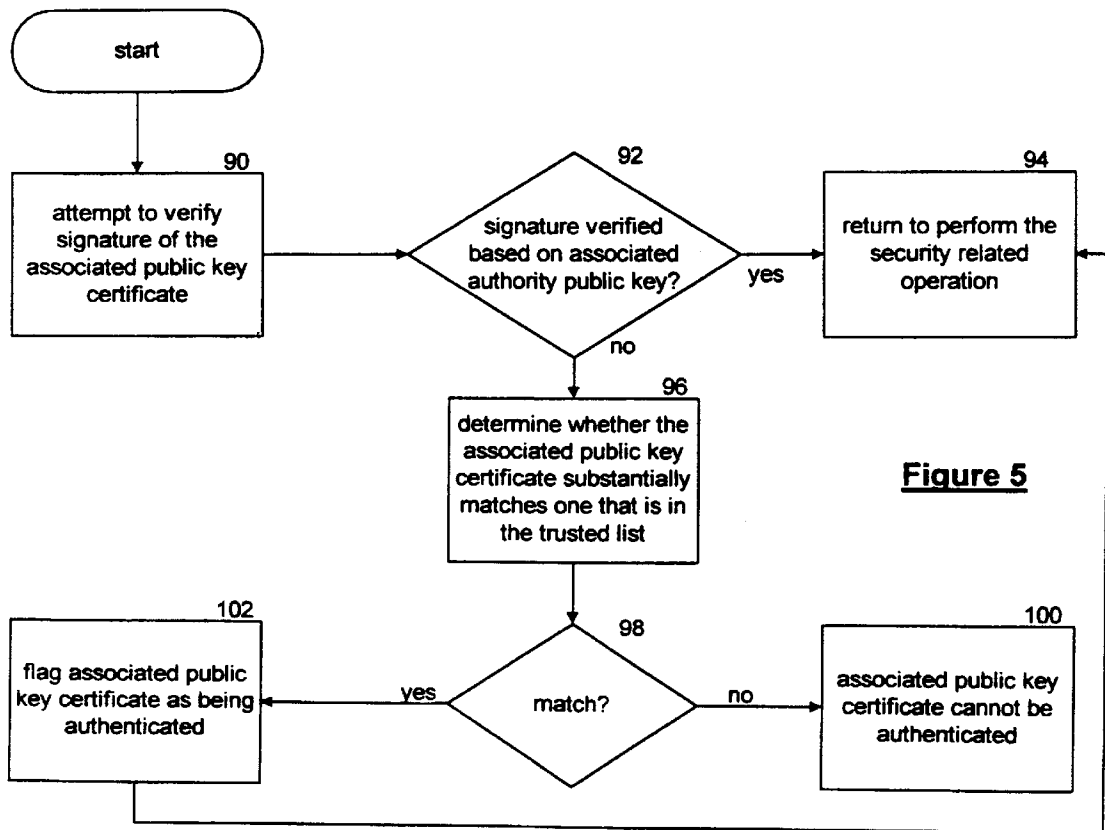 start
90
attempt to verify
signature of the
associated public key
certificate
92
signature verified
based on associated
authority public key?
yes
no
94
return to perform the
security related
operation
96
determine whether the
associated public key
certificate substantially
matches one that is in
the trusted list
Figure 5
102
flag associated public
key certificate as being
authenticated
98
match?
yes
no
100
associated public key
certificate cannot be
authenticated